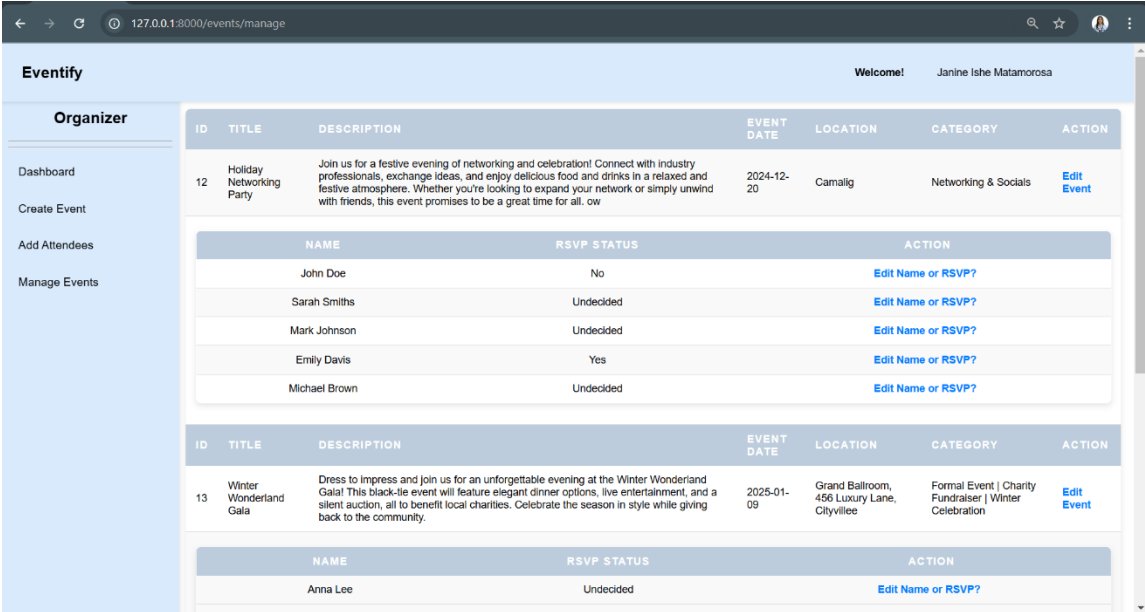 127.0.0.1:8000/events/manage
Eventify
Welcome! Janine Ishe Matamorosa
Organizer
Dashboard
Create Event
Add Attendees
Manage Events
ID TITLE DESCRIPTION EVENT DATE LOCATION CATEGORY ACTION
12
Holiday
Networking
Party
Join us for a festive evening of networking and celebration! Connect with industry
professionals, exchange ideas, and enjoy delicious food and drinks in a relaxed and
festive atmosphere. Whether you're looking to expand your network or simply unwind
with friends, this event promises to be a great time for all. ow
2024-12-
20
Camalig
Networking & Socials
Edit
Event
NAME RSVP STATUS ACTION
John Doe No Edit Name or RSVP?
Sarah Smiths Undecided Edit Name or RSVP?
Mark Johnson Undecided Edit Name or RSVP?
Emily Davis Yes Edit Name or RSVP?
Michael Brown Undecided Edit Name or RSVP?
ID TITLE DESCRIPTION EVENT DATE LOCATION CATEGORY ACTION
13
Winter
Wonderland
Gala
Dress to impress and join us for an unforgettable evening at the Winter Wonderland
Gala! This black-tie event will feature elegant dinner options, live entertainment, and a
silent auction, all to benefit local charities. Celebrate the season in style while giving
back to the community.
2025-01-
09
Grand Ballroom,
456 Luxury Lane,
Cityvillee
Formal Event | Charity
Fundraiser | Winter
Celebration
Edit
Event
NAME RSVP STATUS ACTION
Anna Lee Undecided Edit Name or RSVP?